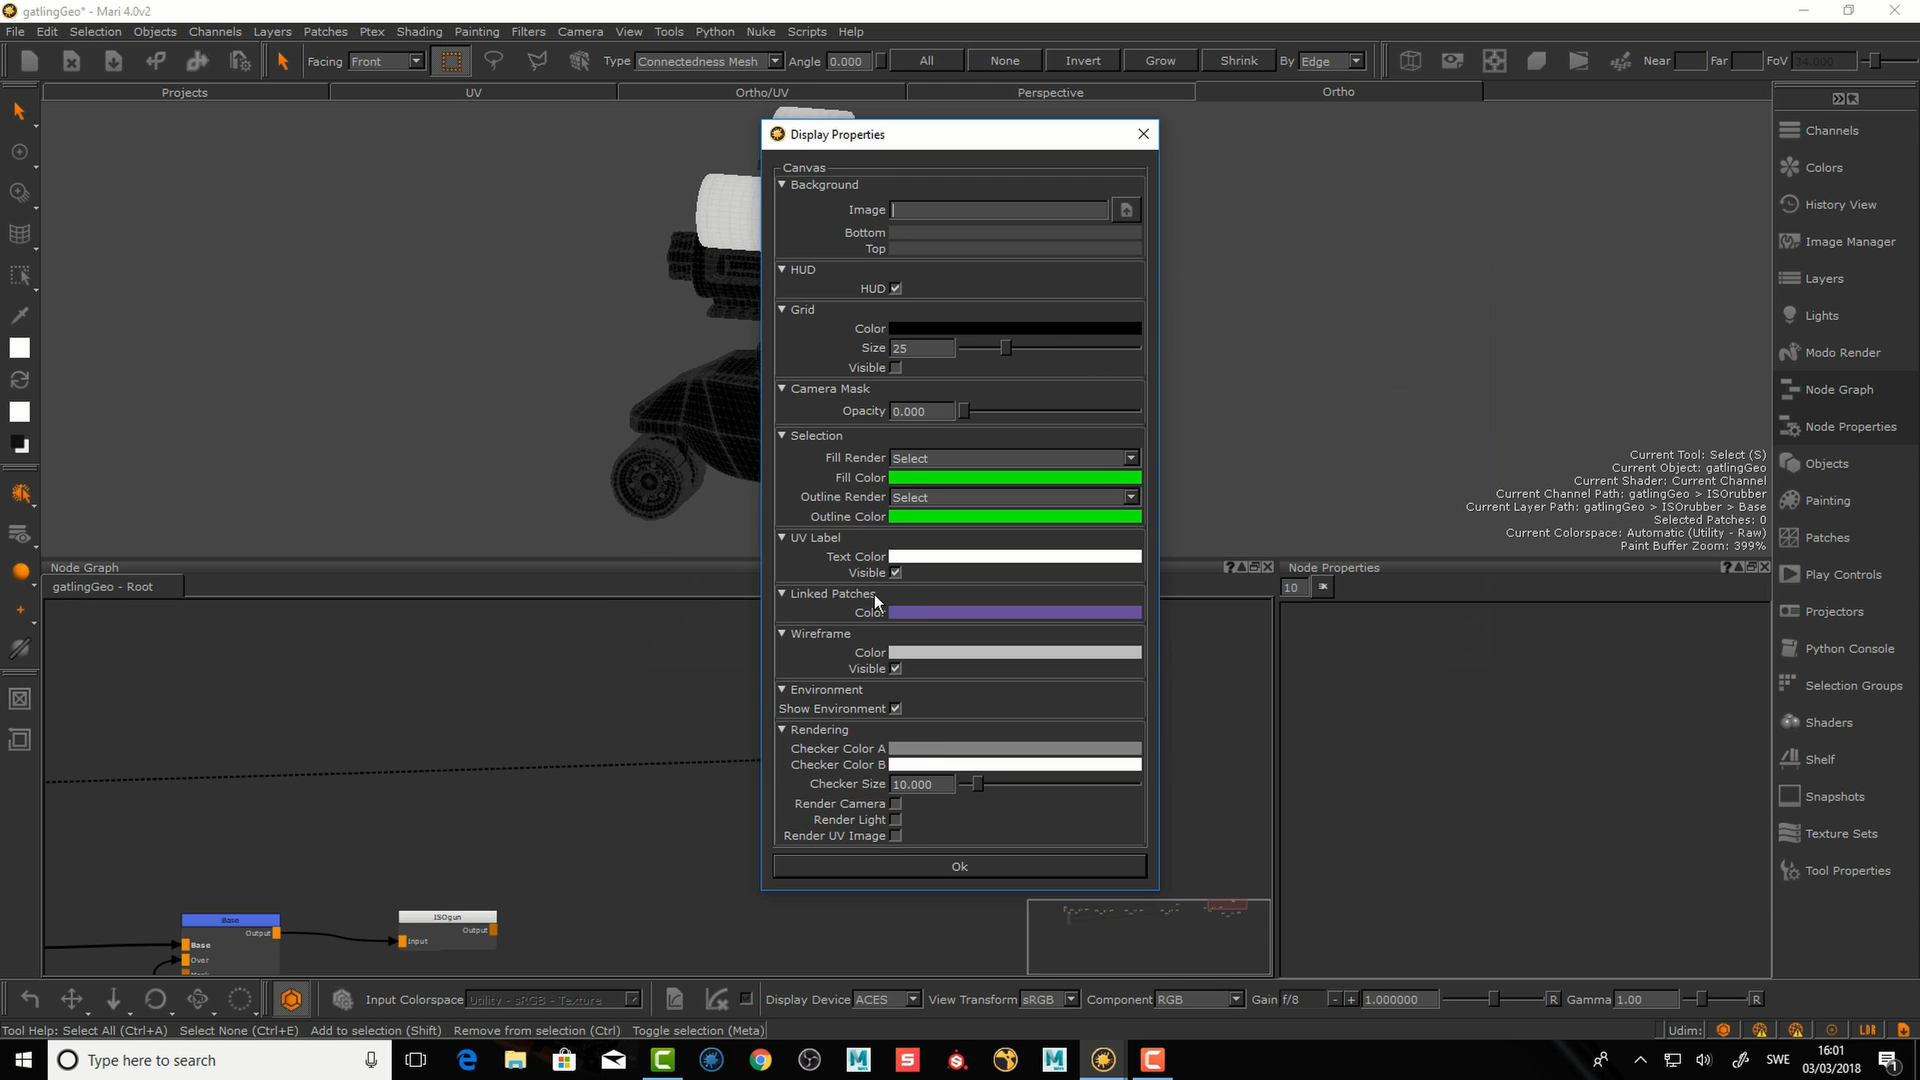 gatlingGeo* - Mari 4.0v2
File Edit Selection Objects Channels Layers Patches Ptex Shading Painting Filters Camera View Tools Python Nuke Scripts Help
Facing Front Type Connectedness Mesh Angle 0.000 All None Invert Grow Shrink By Edge Near Far FoV 34.000
Projects UV Ortho/UV Perspective Ortho
Display Properties
Canvas
Background
Image
Bottom
Top
HUD
HUD
Grid
Color
Size 25
Visible
Camera Mask
Opacity 0.000
Selection
Fill Render Select
Fill Color
Outline Render Select
Outline Color
UV Label
Text Color
Visible
Linked Patches
Color
Wireframe
Color
Visible
Environment
Show Environment
Rendering
Checker Color A
Checker Color B
Checker Size 10.000
Render Camera
Render Light
Render UV Image
Ok
Current Tool: Select (S)
Current Object: gatlingGeo
Current Shader: Current Channel
Current Channel Path: gatlingGeo > ISOrubber
Current Layer Path: gatlingGeo > ISOrubber > Base
Selected Patches: 0
Current Colorspace: Automatic (Utility - Raw)
Paint Buffer Zoom: 399%
Channels
Colors
History View
Image Manager
Layers
Lights
Modo Render
Node Graph
Node Properties
Objects
Painting
Patches
Play Controls
Projectors
Python Console
Selection Groups
Shaders
Shelf
Snapshots
Texture Sets
Tool Properties
Node Graph
gatlingGeo - Root
Node Properties
10
Base
Output
Base
Over
ISOgun
Output
Input
Input Colorspace Utility - sRGB - Texture Display Device ACES View Transform sRGB Component RGB Gain f/8 - + 1.000000 R Gamma 1.00 R
Tool Help: Select All (Ctrl+A) Select None (Ctrl+E) Add to selection (Shift) Remove from selection (Ctrl) Toggle selection (Meta)
Udim: LDR
Type here to search
SWE
16:01
03/03/2018